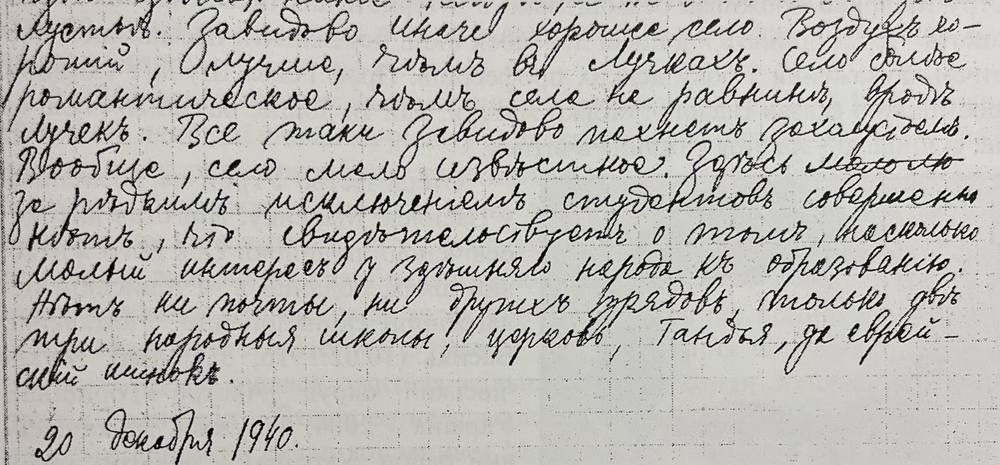 пустый. Завидово иначе хорошее село. Воздухъ хо-
рошій, лучше, чѣмъ въ Лучкахъ. Село болѣе
романтическое, чѣмъ села на равнинѣ, вродѣ
Лучекъ. Все таки Завидово пахнетъ захолустьемъ.
Вообще, село мало извѣстное. Здѣсь мало лю
за рѣдкимъ исключеніемъ студентовъ совершенно
нѣтъ, что свидѣтельствуетъ о томъ, насколько
малый интересъ у здѣшняго народа къ образованію.
Нѣтъ ни почты, ни другихъ урядовъ, только двѣ
три народныя школы, церковь, Гандья, да еврей-
скій шинокъ.
20 декабря 1940.